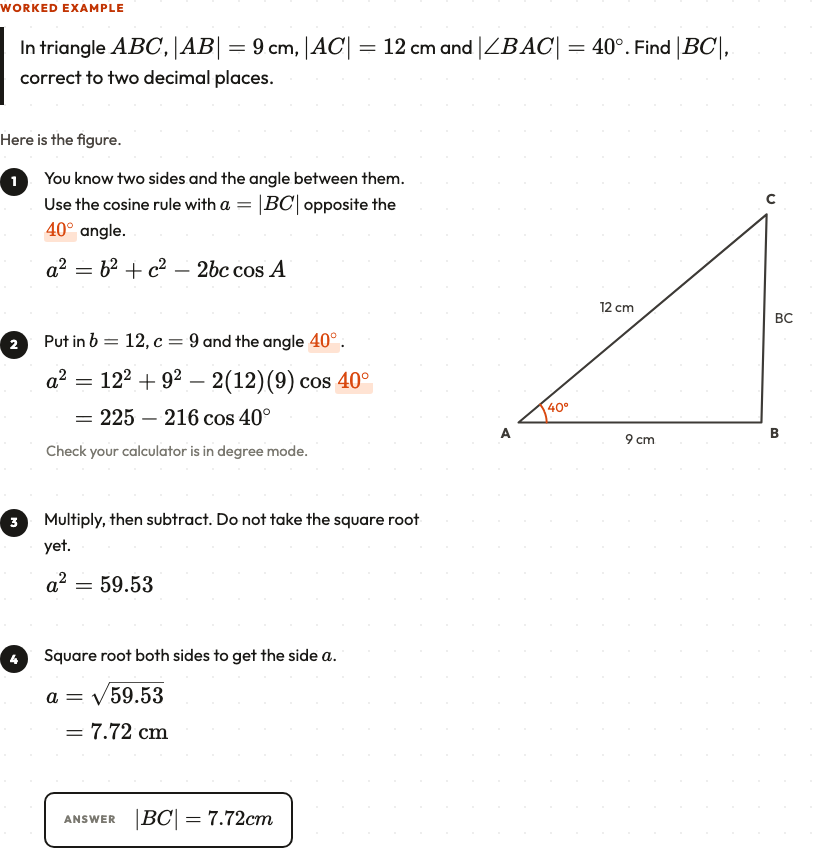 WORKED EXAMPLE
In triangle ABC, |AB| = 9 cm, |AC| = 12 cm and |∠BAC| = 40°. Find |BC|,
correct to two decimal places.
Here is the figure.
1 You know two sides and the angle between them.
Use the cosine rule with a = |BC| opposite the
40° angle.
a² = b² + c² − 2bc cos A
2 Put in b = 12, c = 9 and the angle 40°.
a² = 12² + 9² − 2(12)(9) cos 40°
= 225 − 216 cos 40°
Check your calculator is in degree mode.
3 Multiply, then subtract. Do not take the square root
yet.
a² = 59.53
4 Square root both sides to get the side a.
a = √59.53
= 7.72 cm
ANSWER |BC| = 7.72cm
C
12 cm
BC
40°
A
B
9 cm